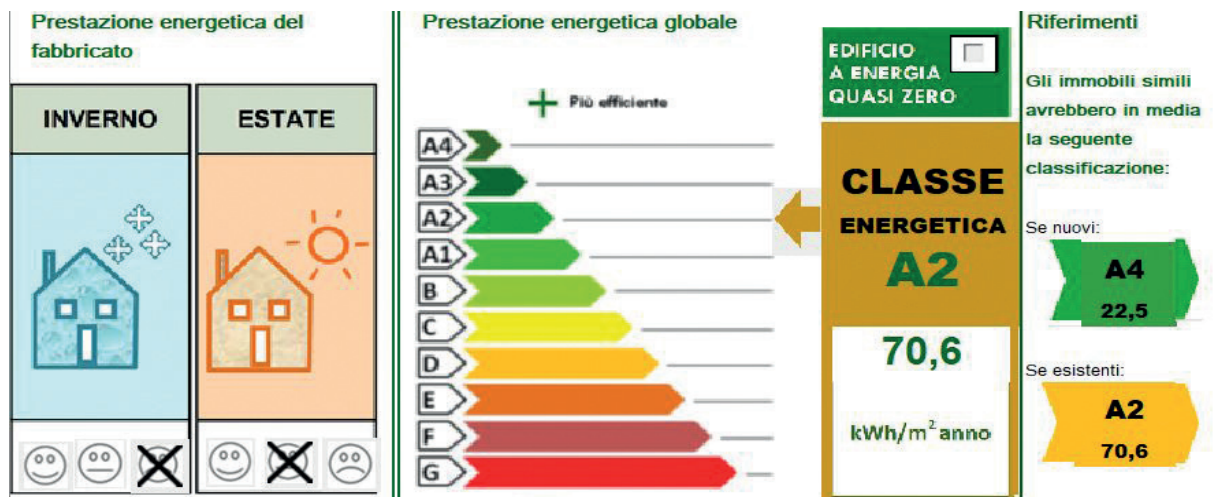 Prestazione energetica del
fabbricato
INVERNO
ESTATE
Prestazione energetica globale
Più efficiente
A4
A3
A2
A1
B
C
D
E
F
G
EDIFICIO
A ENERGIA
QUASI ZERO
CLASSE
ENERGETICA
A2
70,6
kWh/m² anno
Riferimenti
Gli immobili simili
avrebbero in media
la seguente
classificazione:
Se nuovi:
A4
22,5
Se esistenti:
A2
70,6